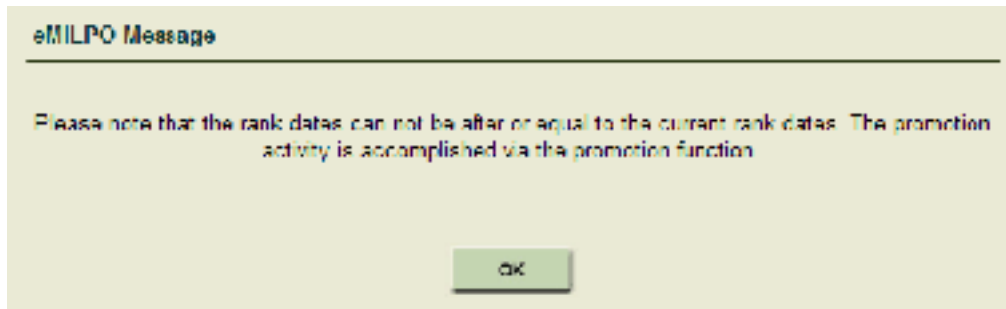 eMILPO Message
Please note that the rank dates can not be after or equal to the current rank dates. The promotion
activity is accomplished via the promotion function
OK